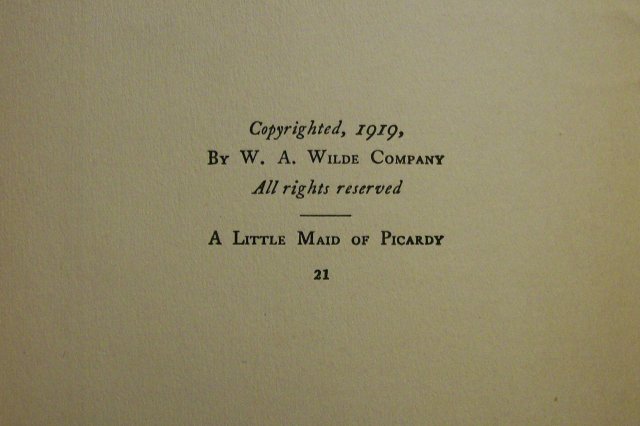 Copyrighted, 1919,
By W. A. Wilde Company
All rights reserved
A Little Maid of Picardy
21